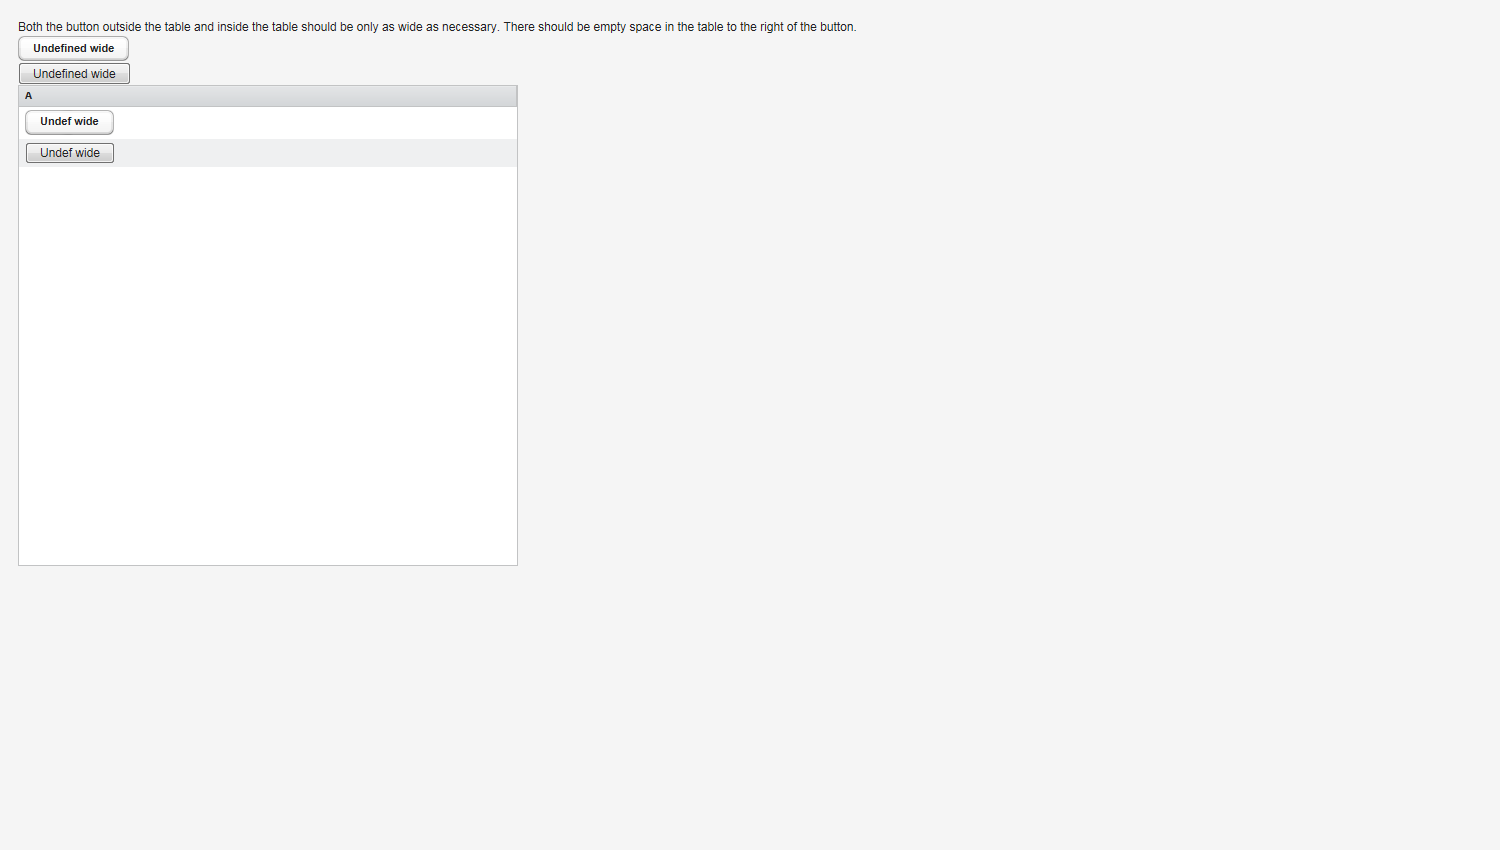 Both the button outside the table and inside the table should be only as wide as necessary. There should be empty space in the table to the right of the button.
Undefined wide
Undefined wide
A
Undef wide
Undef wide